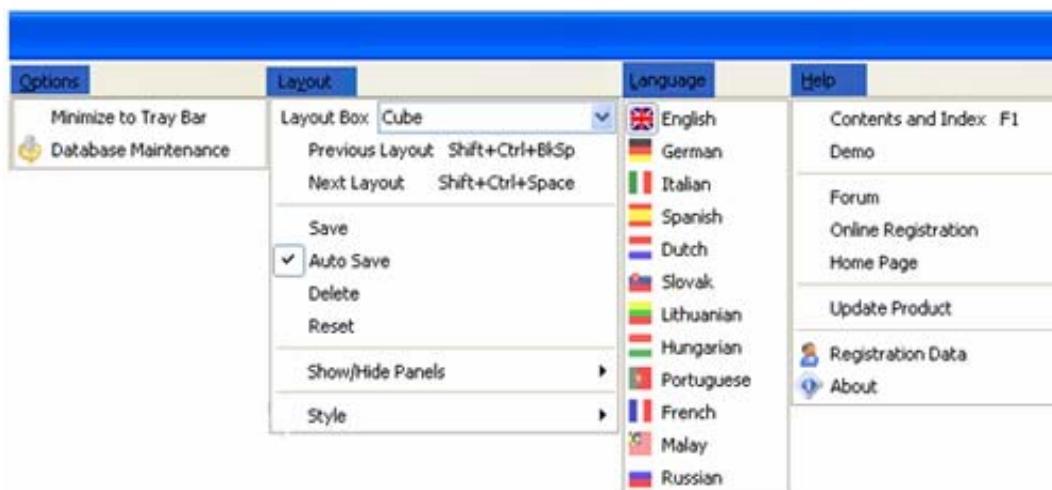 Options
Minimize to Tray Bar
Database Maintenance
Layout
Layout Box Cube
Previous Layout Shift+Ctrl+BkSp
Next Layout Shift+Ctrl+Space
Save
Auto Save
Delete
Reset
Show/Hide Panels
Style
Language
English
German
Italian
Spanish
Dutch
Slovak
Lithuanian
Hungarian
Portuguese
French
Malay
Russian
Help
Contents and Index F1
Demo
Forum
Online Registration
Home Page
Update Product
Registration Data
About